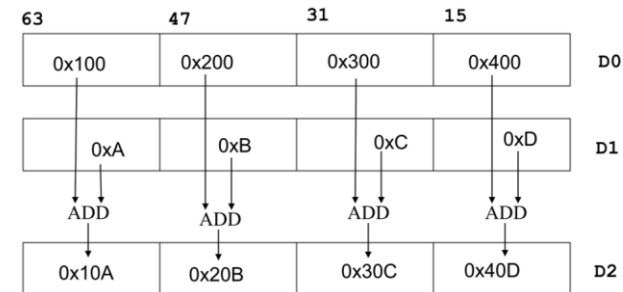 63 47 31 15
0x100 0x200 0x300 0x400 D0
0xA 0xB 0xC 0xD D1
ADD ADD ADD ADD
0x10A 0x20B 0x30C 0x40D D2